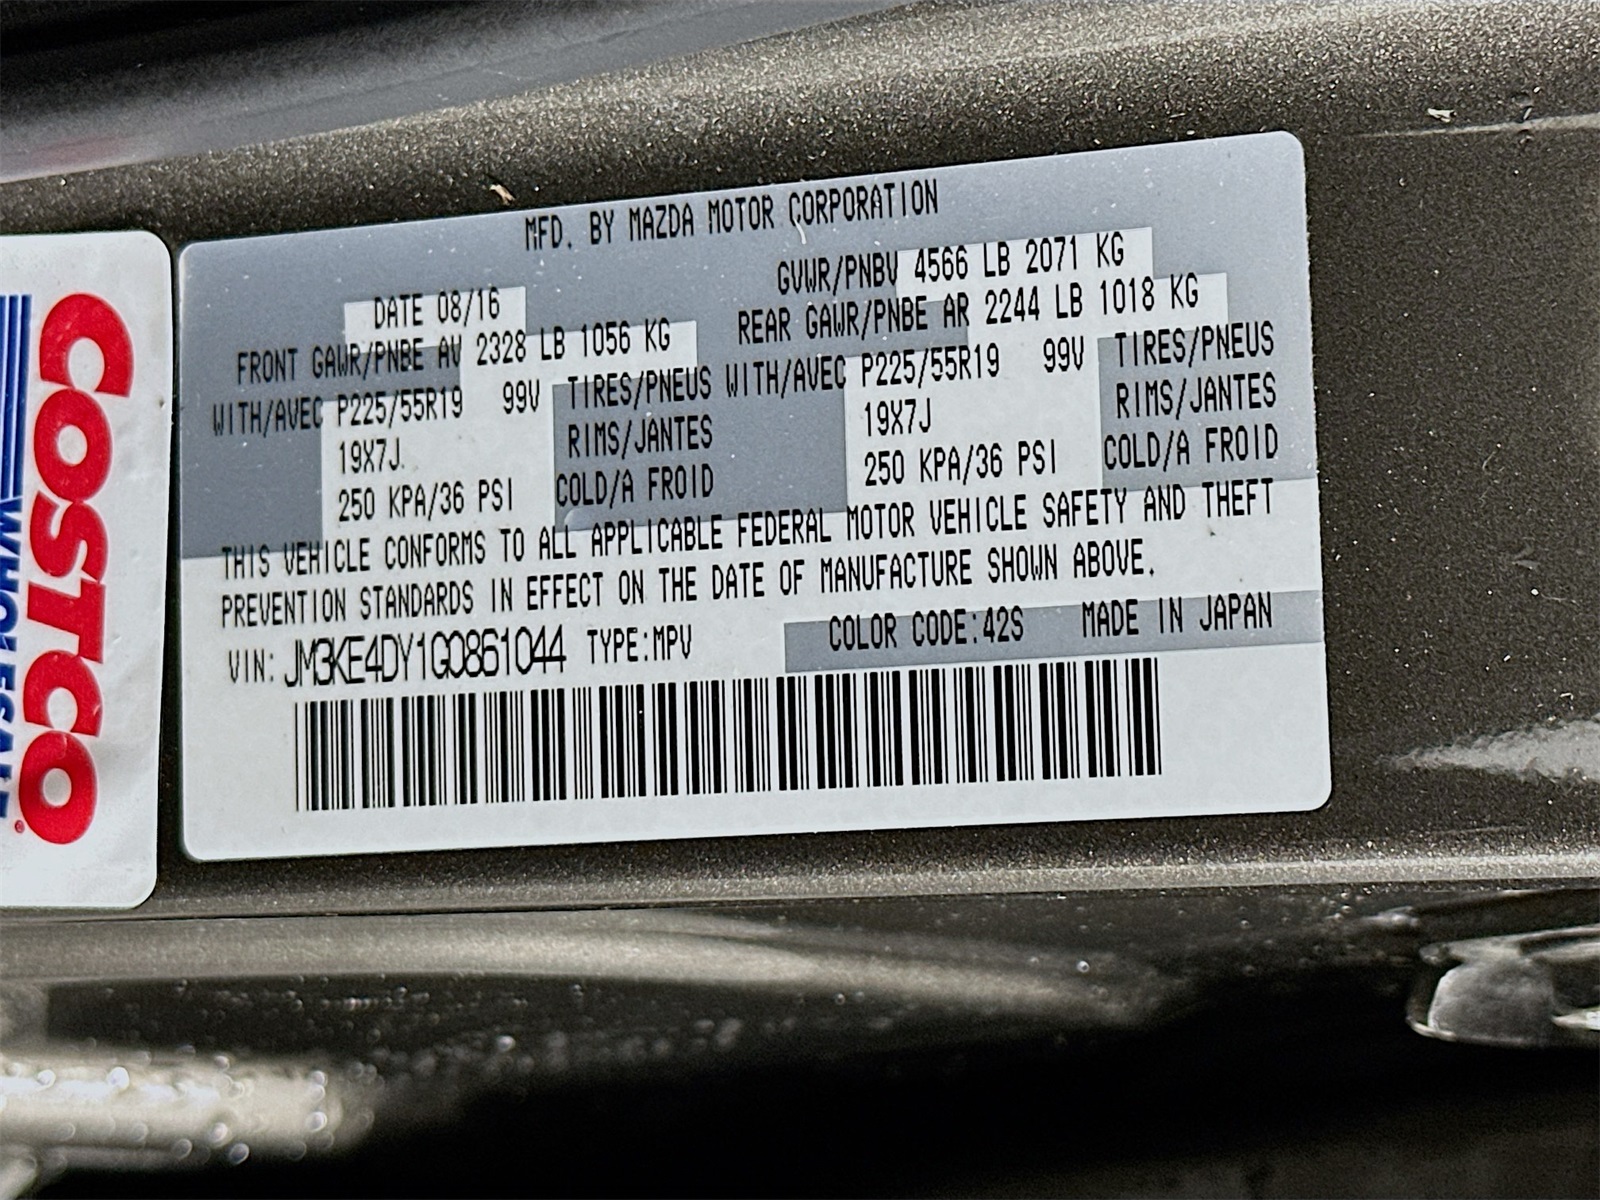 MFD. BY MAZDA MOTOR CORPORATION
DATE 08/16 GVWR/PNBV 4566 LB 2071 KG
FRONT GAWR/PNBE AV 2328 LB 1056 KG REAR GAWR/PNBE AR 2244 LB 1018 KG
WITH/AVEC P225/55R19 99V TIRES/PNEUS WITH/AVEC P225/55R19 99V TIRES/PNEUS
19X7J RIMS/JANTES 19X7J RIMS/JANTES
250 KPA/36 PSI COLD/A FROID 250 KPA/36 PSI COLD/A FROID
THIS VEHICLE CONFORMS TO ALL APPLICABLE FEDERAL MOTOR VEHICLE SAFETY AND THEFT
PREVENTION STANDARDS IN EFFECT ON THE DATE OF MANUFACTURE SHOWN ABOVE.
VIN: JM3KE4DY1G0861044 TYPE:MPV COLOR CODE:42S MADE IN JAPAN
COSTCO
WHOLESALE